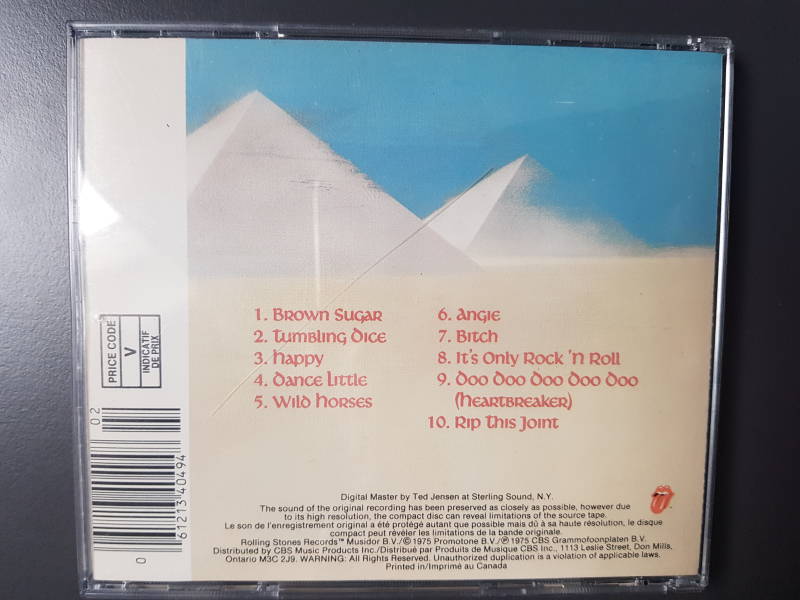 1. Brown Sugar
2. Tumbling Dice
3. Happy
4. Dance Little
5. Wild Horses
6. Angie
7. Bitch
8. It's Only Rock 'N Roll
9. Doo Doo Doo Doo Doo
(Heartbreaker)
10. Rip This Joint
PRICE CODE
V
INDICATIF
DE PRIX
02
0 61213 40494
Digital Master by Ted Jensen at Sterling Sound, N.Y.
The sound of the original recording has been preserved as closely as possible, however due
to its high resolution, the compact disc can reveal limitations of the source tape.
Le son de l'enregistrement original a été protégé autant que possible mais dû à sa haute résolution, le disque
compact peut révéler les limitations de la bande originale.
Rolling Stones Records™ Musidor B.V./©1975 Promotone B.V./℗1975 CBS Grammofoonplaten B.V.
Distributed by CBS Music Products Inc./Distribué par Produits de Musique CBS Inc., 1113 Leslie Street, Don Mills,
Ontario M3C 2J9. WARNING: All Rights Reserved. Unauthorized duplication is a violation of applicable laws.
Printed in/Imprimé au Canada